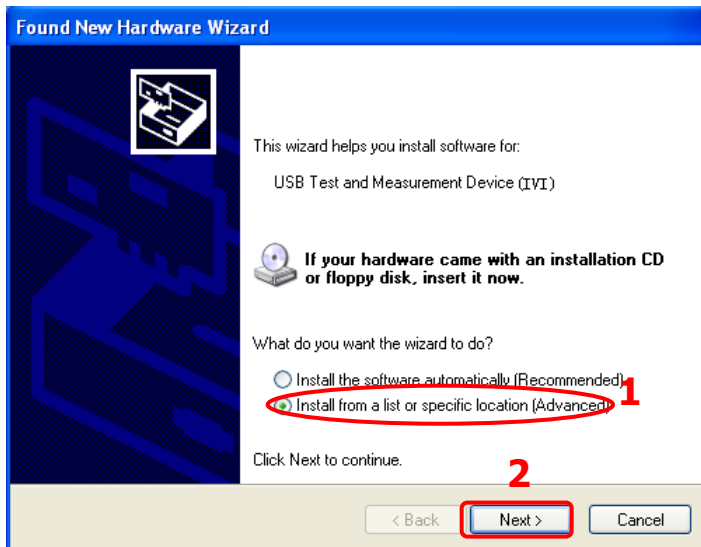 Found New Hardware Wizard
This wizard helps you install software for:
USB Test and Measurement Device (IVI)
If your hardware came with an installation CD
or floppy disk, insert it now.
What do you want the wizard to do?
Install the software automatically (Recommended)
Install from a list or specific location (Advanced)
1
Click Next to continue.
2
< Back
Next >
Cancel